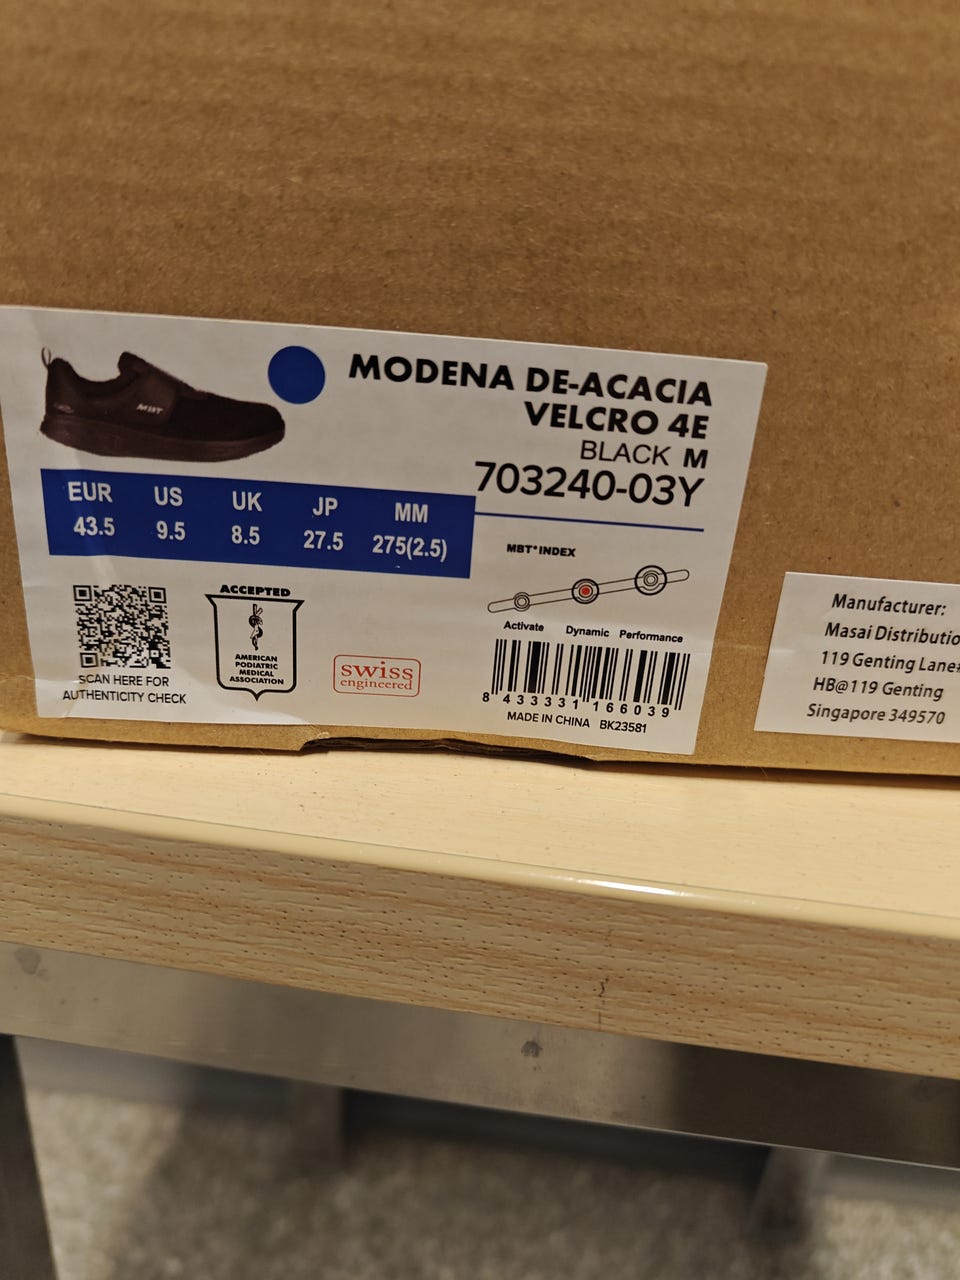 MBT
MODENA DE-ACACIA
VELCRO 4E
BLACK M
703240-03Y
EUR US UK JP MM
43.5 9.5 8.5 27.5 275(2.5)
MBT® INDEX
Activate Dynamic Performance
SCAN HERE FOR
AUTHENTICITY CHECK
ACCEPTED
AMERICAN
PODIATRIC
MEDICAL
ASSOCIATION
swiss
engineered
8 433331 166039
MADE IN CHINA BK23581
Manufacturer:
Masai Distributio
119 Genting Lane#
HB@119 Genting
Singapore 349570